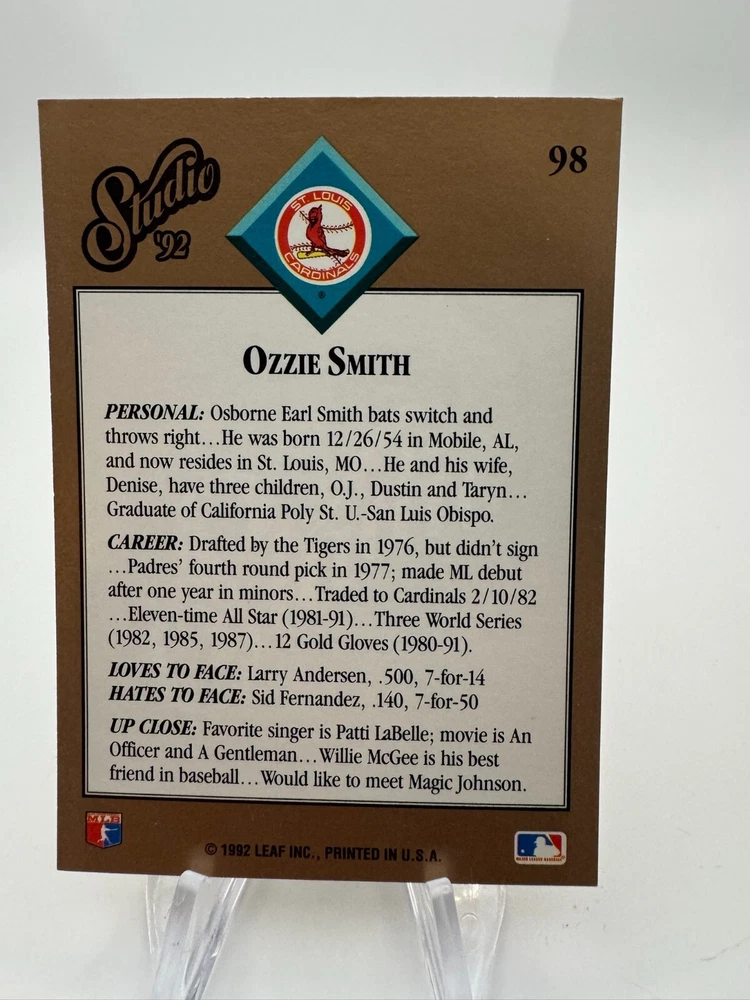 Studio
'92
98
ST. LOUIS
CARDINALS
®
OZZIE SMITH
PERSONAL: Osborne Earl Smith bats switch and
throws right...He was born 12/26/54 in Mobile, AL,
and now resides in St. Louis, MO...He and his wife,
Denise, have three children, O.J., Dustin and Taryn...
Graduate of California Poly St. U.-San Luis Obispo.
CAREER: Drafted by the Tigers in 1976, but didn't sign
...Padres' fourth round pick in 1977; made ML debut
after one year in minors...Traded to Cardinals 2/10/82
...Eleven-time All Star (1981-91)...Three World Series
(1982, 1985, 1987)...12 Gold Gloves (1980-91).
LOVES TO FACE: Larry Andersen, .500, 7-for-14
HATES TO FACE: Sid Fernandez, .140, 7-for-50
UP CLOSE: Favorite singer is Patti LaBelle; movie is An
Officer and A Gentleman...Willie McGee is his best
friend in baseball...Would like to meet Magic Johnson.
MLB
© 1992 LEAF INC., PRINTED IN U.S.A.
MAJOR LEAGUE BASEBALL